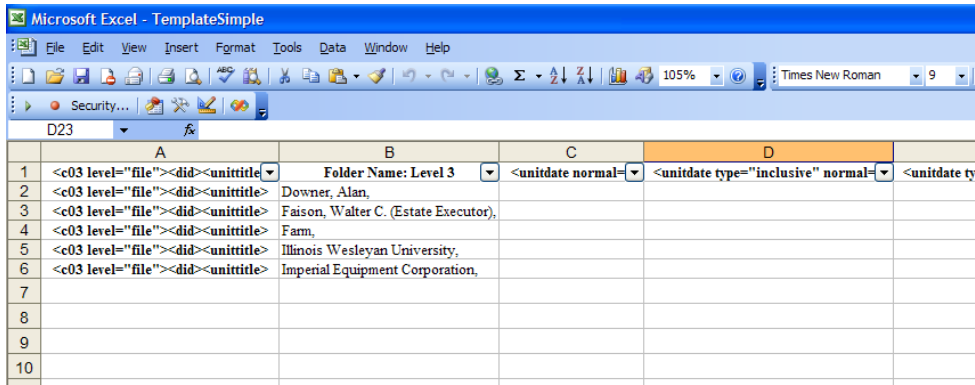 Microsoft Excel - TemplateSimple
File Edit View Insert Format Tools Data Window Help
ABC Σ A Z Z A 105% Times New Roman 9
Security...
D23 fx
A B C D
1 <c03 level="file"><did><unittitle Folder Name: Level 3 <unitdate normal= <unitdate type="inclusive" normal= <unitdate ty
2 <c03 level="file"><did><unittitle> Downer, Alan,
3 <c03 level="file"><did><unittitle> Faison, Walter C. (Estate Executor),
4 <c03 level="file"><did><unittitle> Farm,
5 <c03 level="file"><did><unittitle> Illinois Wesleyan University,
6 <c03 level="file"><did><unittitle> Imperial Equipment Corporation,
7
8
9
10